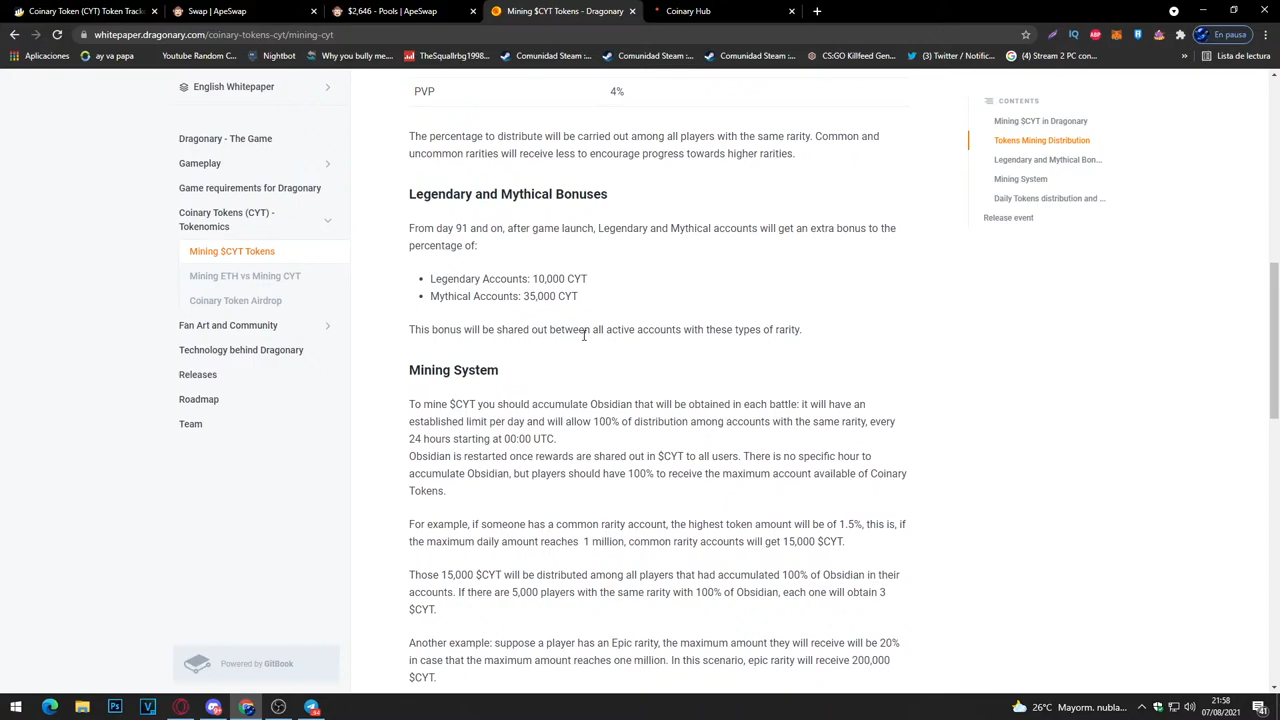 Coinary Token (CYT) Token Track
Coinary Token (CYT) Token Track
$2,646 - Pools | ApeSwap
Mining $CYT Tokens - Dragonary
Coinary Hub
whitepaper.dragonary.com/coinary-token-cyt/mining-cyt
En pausa
Aplicaciones
ay va papa
Youtube Random C...
Why you bully me....
TheSquallrbg1998...
Comunidad Steam ...
Comunidad Steam ...
Comunidad Steam ...
CS:GO Killfeed Gen...
(3) Twitter / Notific...
(4) Stream 2 PC con...
»
Lista de lectura
English Whitepaper
Dragonary - The Game
Gameplay
Game requirements for Dragonary
Coinary Tokens (CYT) -
Tokenomics
Mining $CYT Tokens
Mining ETH vs Mining CYT
Coinary Token Airdrop
Fan Art and Community
Technology behind Dragonary
Releases
Roadmap
Team
Powered by GitBook
PVP 4%
The percentage to distribute will be carried out among all players with the same rarity. Common and
uncommon rarities will receive less to encourage progress towards higher rarities.
Legendary and Mythical Bonuses
From day 91 and on, after game launch, Legendary and Mythical accounts will get an extra bonus to the
percentage of:
• Legendary Accounts: 10,000 CYT
• Mythical Accounts: 35,000 CYT
This bonus will be shared out between all active accounts with these types of rarity.
Mining System
To mine $CYT you should accumulate Obsidian that will be obtained in each battle: it will have an
established limit per day and will allow 100% of distribution among accounts with the same rarity, every
24 hours starting at 00:00 UTC.
Obsidian is restarted once rewards are shared out in $CYT to all users. There is no specific hour to
accumulate Obsidian, but players should have 100% to receive the maximum account available of Coinary
Tokens.
For example, if someone has a common rarity account, the highest token amount will be of 1.5%, this is, if
the maximum daily amount reaches 1 million, common rarity accounts will get 15,000 $CYT.
Those 15,000 $CYT will be distributed among all players that had accumulated 100% of Obsidian in their
accounts. If there are 5,000 players with the same rarity with 100% of Obsidian, each one will obtain 3
$CYT.
Another example: suppose a player has an Epic rarity, the maximum amount they will receive will be 20%
in case that the maximum amount reaches one million. In this scenario, epic rarity will receive 200,000
$CYT.
CONTENTS
Mining $CYT in Dragonary
Tokens Mining Distribution
Legendary and Mythical Bon...
Mining System
Daily Tokens distribution and ...
Release event
26°C Mayorm. nubla...
21:58
07/08/2021